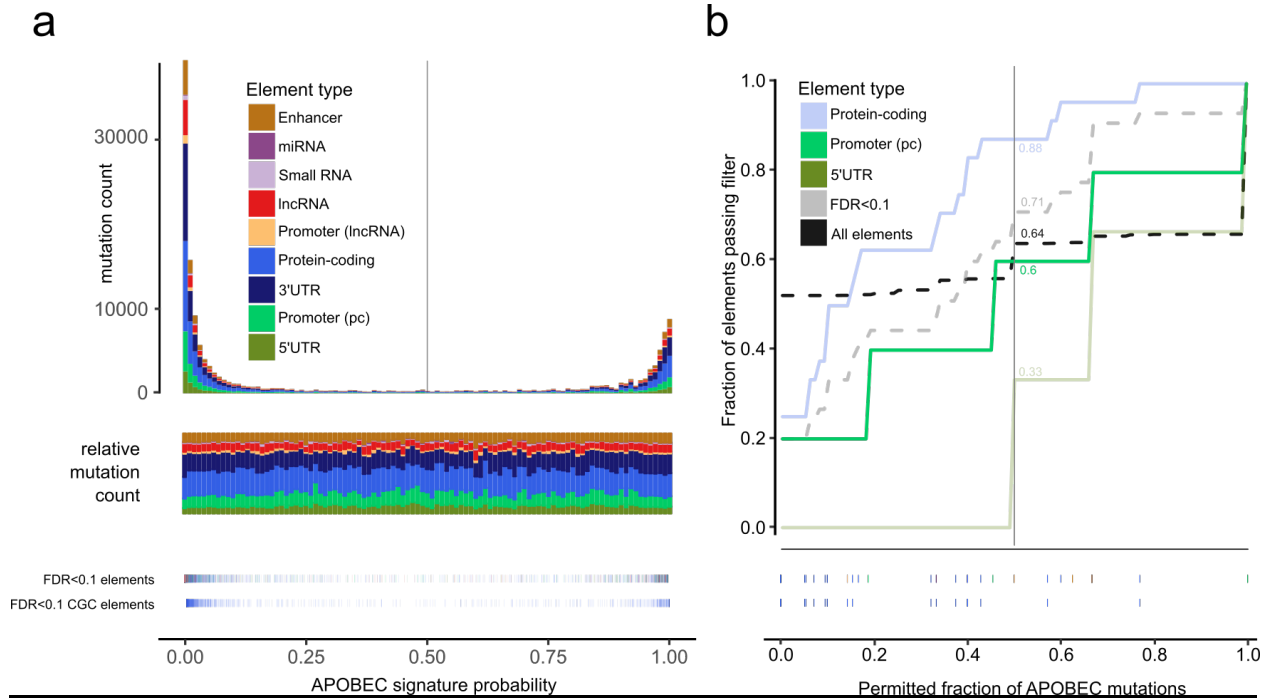 a
mutation count
30000
10000
0
Element type
Enhancer
miRNA
Small RNA
lncRNA
Promoter (lncRNA)
Protein-coding
3'UTR
Promoter (pc)
5'UTR
relative
mutation
count
FDR<0.1 elements
FDR<0.1 CGC elements
0.00 0.25 0.50 0.75 1.00
APOBEC signature probability
b
Fraction of elements passing filter
1.0
0.8
0.6
0.4
0.2
0.0
Element type
Protein-coding
Promoter (pc)
5'UTR
FDR<0.1
All elements
0.88
0.71
0.64
0.6
0.33
0.0 0.2 0.4 0.6 0.8 1.0
Permitted fraction of APOBEC mutations